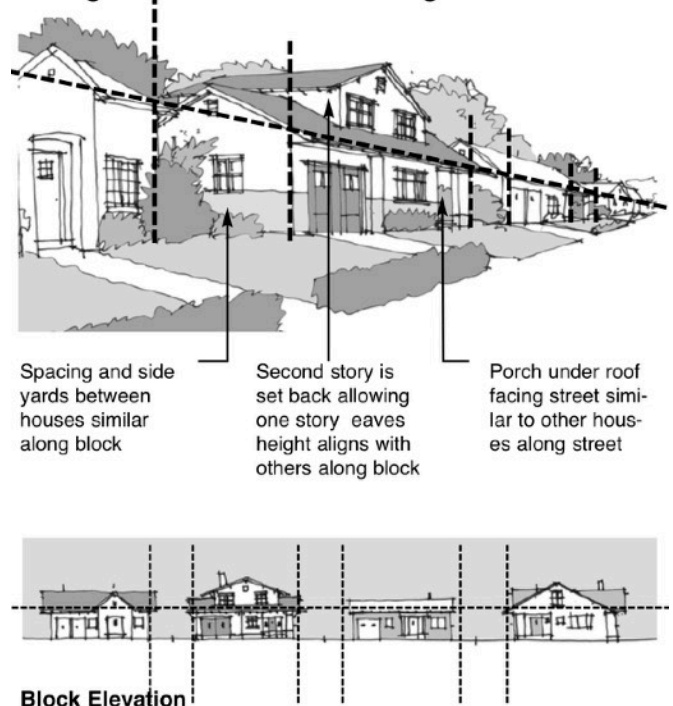 Spacing and side
yards between
houses similar
along block
Second story is
set back allowing
one story eaves
height aligns with
others along block
Porch under roof
facing street simi-
lar to other hous-
es along street
Block Elevation